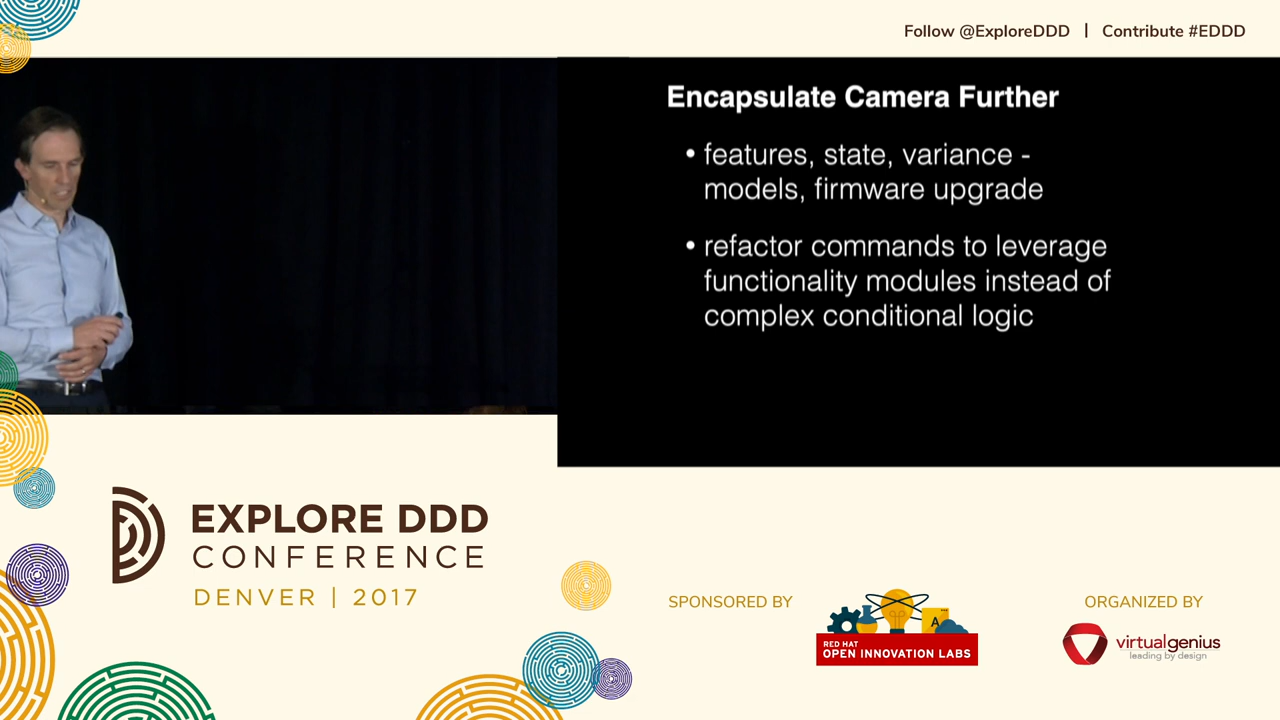 Follow @ExploreDDD | Contribute #EDDD
Encapsulate Camera Further
• features, state, variance -
models, firmware upgrade
• refactor commands to leverage
functionality modules instead of
complex conditional logic
EXPLORE DDD
CONFERENCE
DENVER | 2017
SPONSORED BY
A
RED HAT
OPEN INNOVATION LABS
ORGANIZED BY
virtualgenius
leading by design